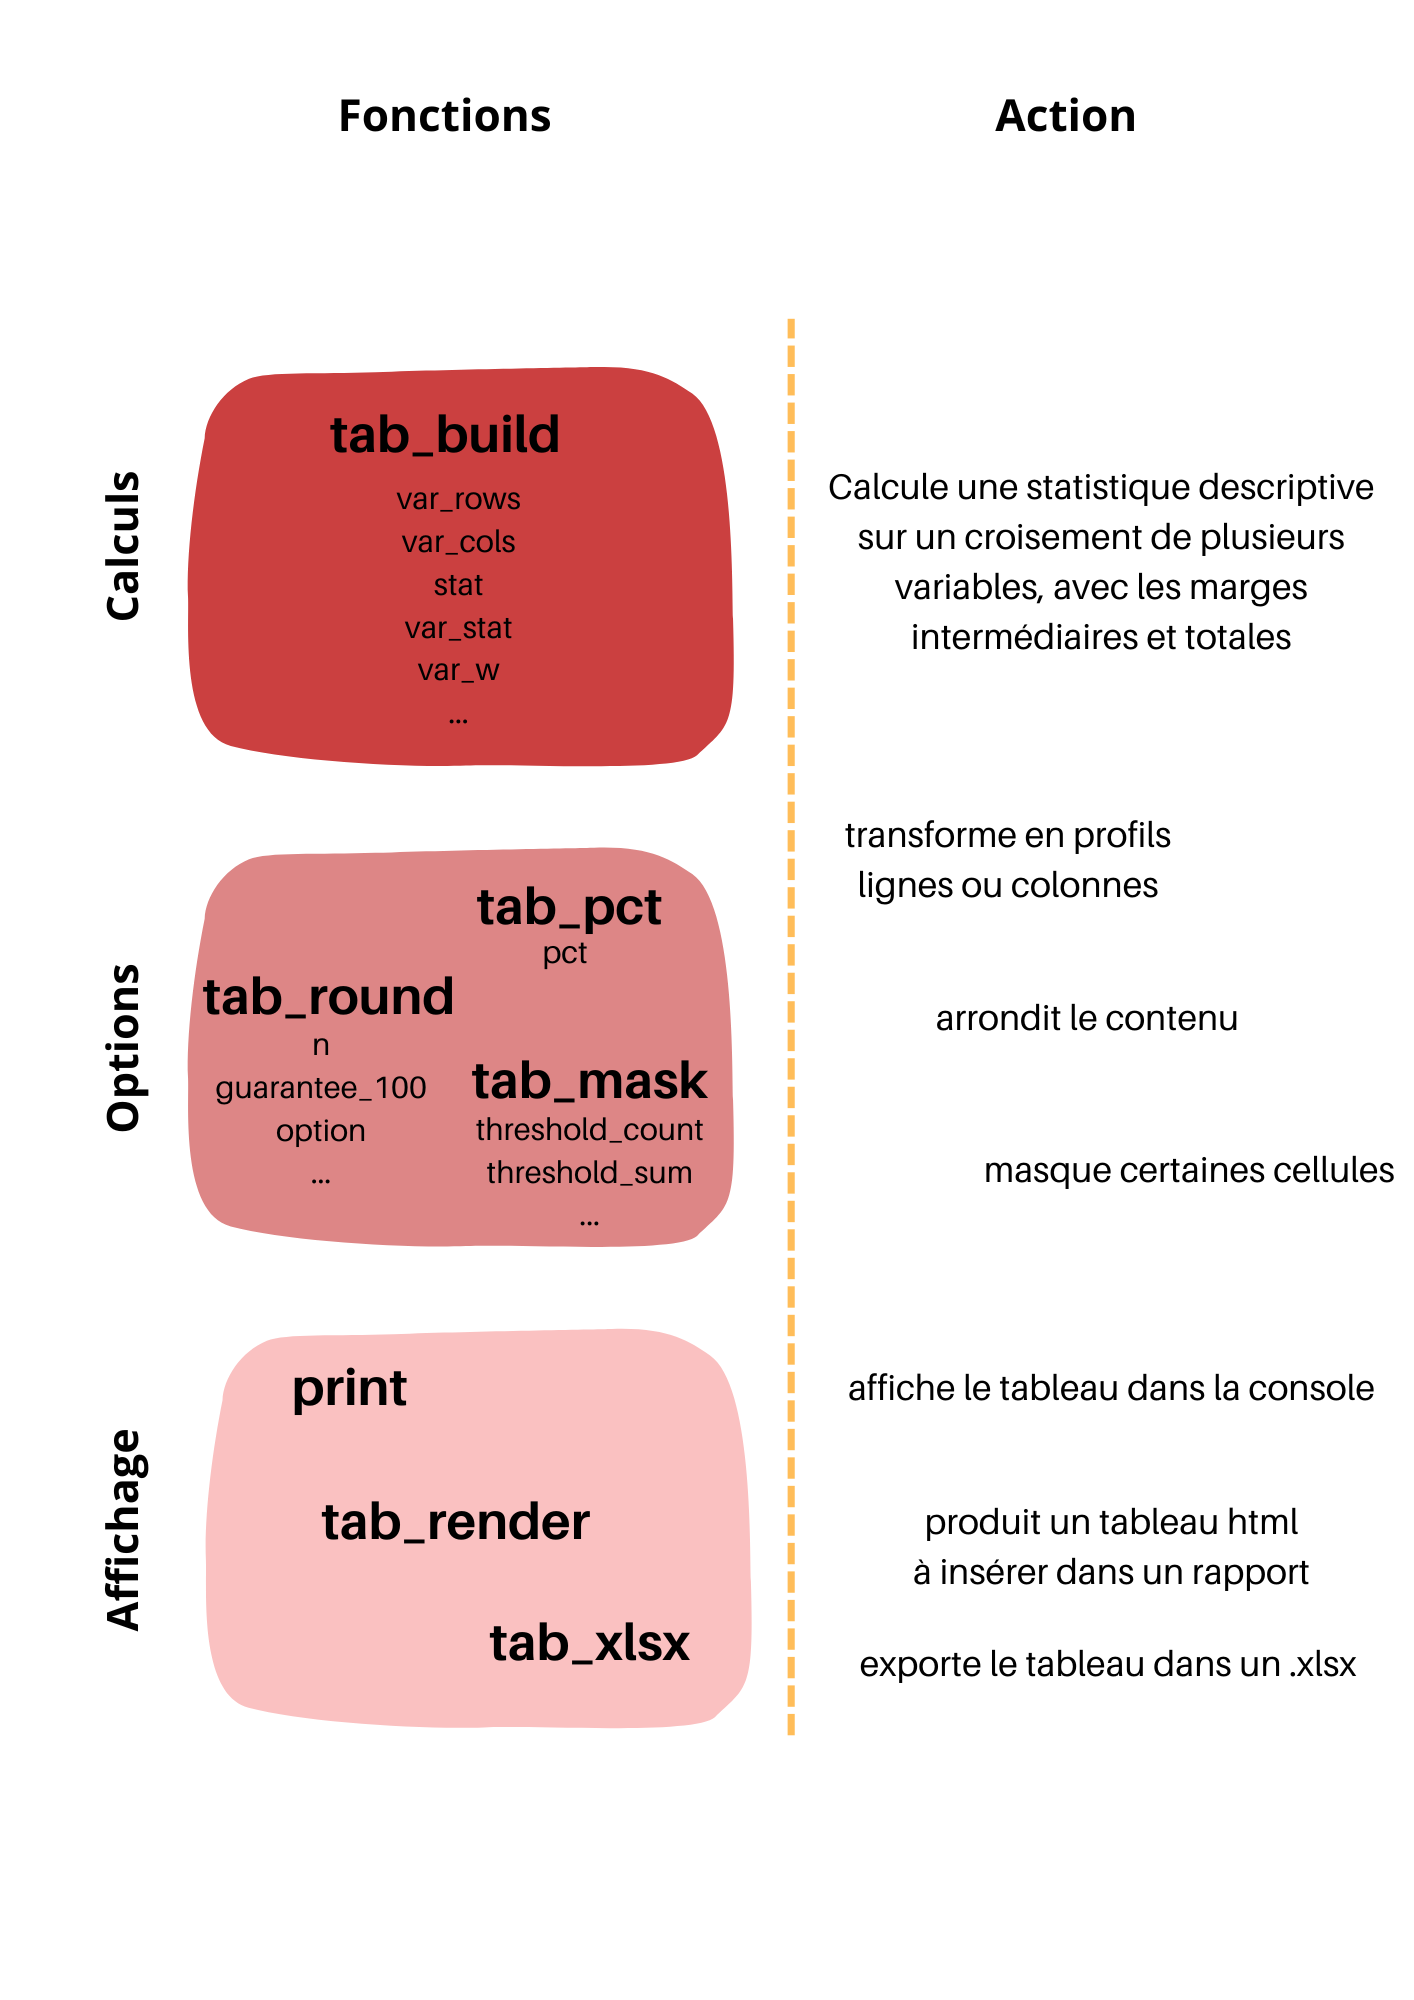 Fonctions
Action
Calculs
tab_build
var_rows
var_cols
stat
var_stat
var_w
...
Calcule une statistique descriptive
sur un croisement de plusieurs
variables, avec les marges
intermédiaires et totales
Options
tab_pct
pct
tab_round
n
guarantee_100
option
...
tab_mask
threshold_count
threshold_sum
...
transforme en profils
lignes ou colonnes
arrondit le contenu
masque certaines cellules
Affichage
print
tab_render
tab_xlsx
affiche le tableau dans la console
produit un tableau html
à insérer dans un rapport
exporte le tableau dans un .xlsx